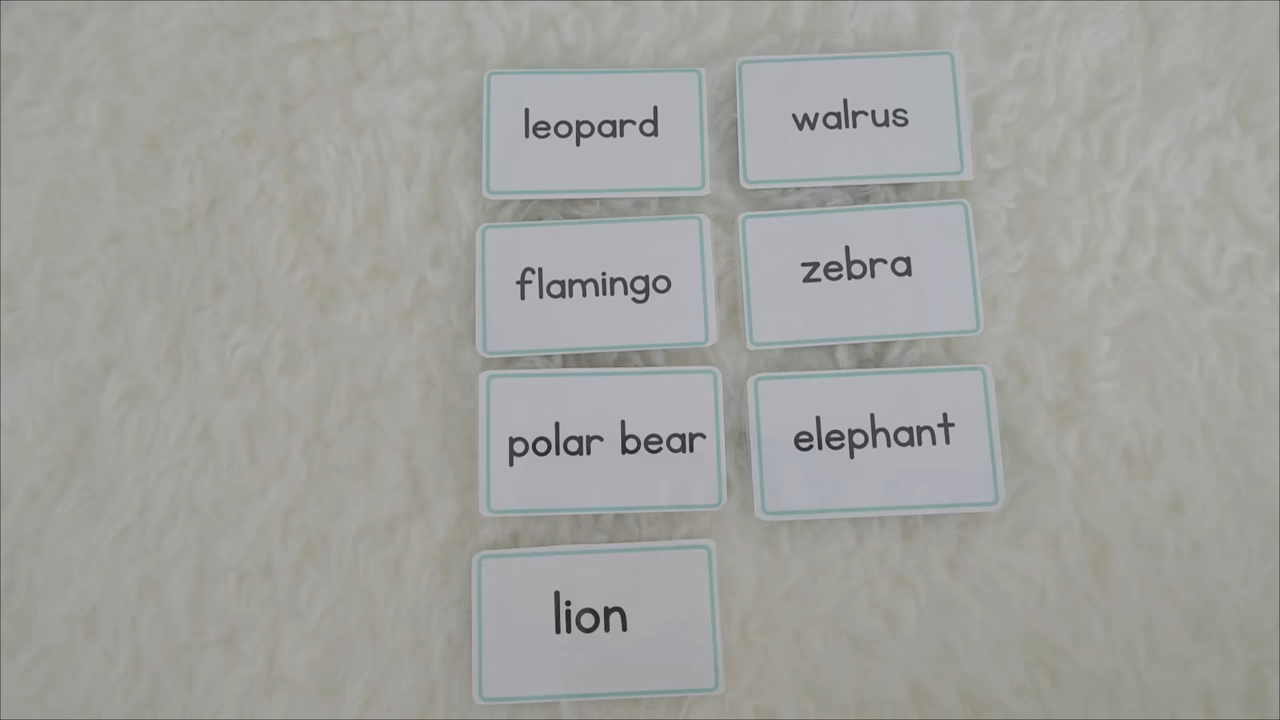 leopard
walrus
flamingo
zebra
polar bear
elephant
lion